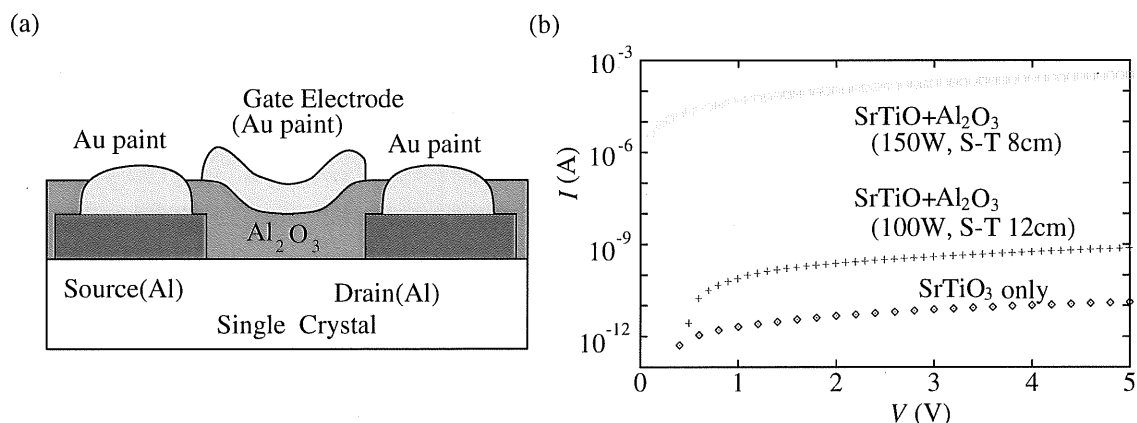 (a)
Gate Electrode
(Au paint)
Au paint
Au paint
Al₂O₃
Source(Al)
Drain(Al)
Single Crystal
(b)
10⁻³
10⁻⁶
10⁻⁹
10⁻¹²
I (A)
SrTiO+Al₂O₃
(150W, S-T 8cm)
SrTiO+Al₂O₃
(100W, S-T 12cm)
SrTiO₃ only
0 1 2 3 4 5
V (V)